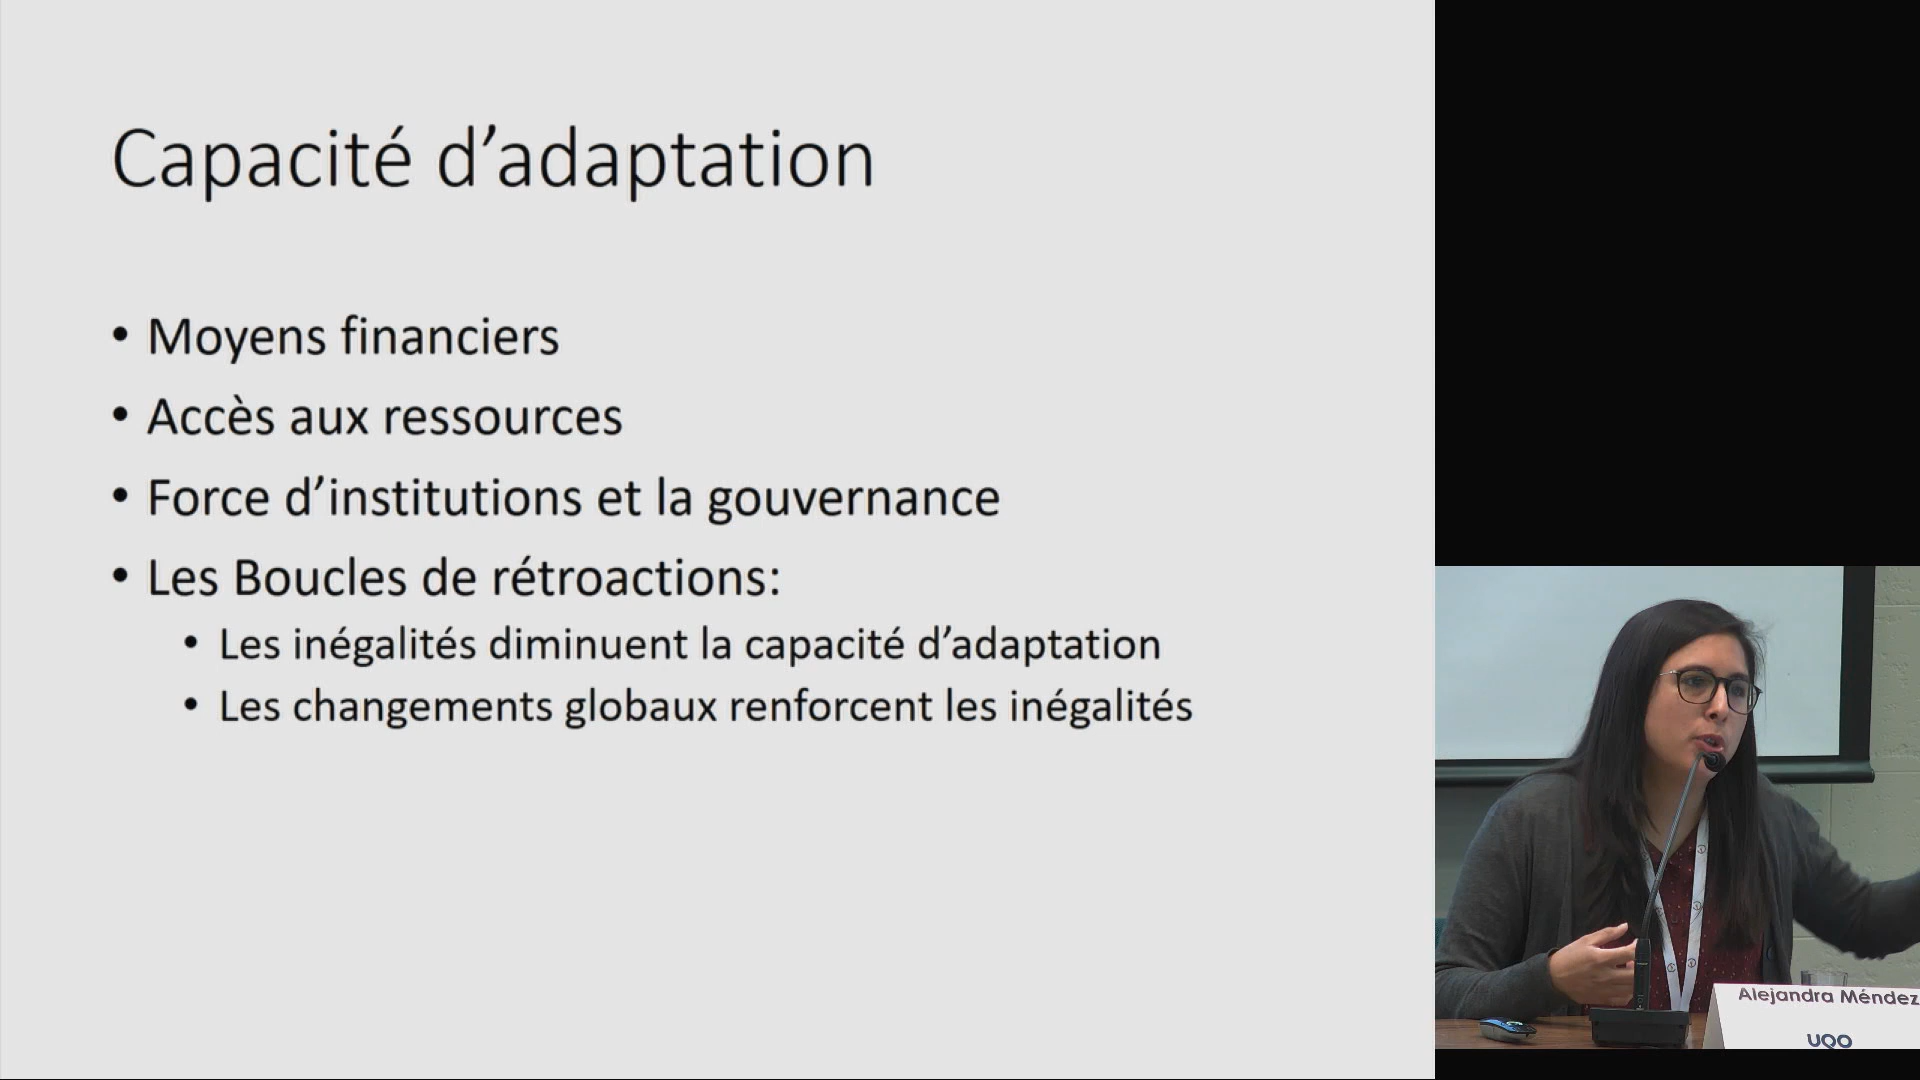 Capacité d’adaptation
• Moyens financiers
• Accès aux ressources
• Force d’institutions et la gouvernance
• Les Boucles de rétroactions:
• Les inégalités diminuent la capacité d’adaptation
• Les changements globaux renforcent les inégalités
Alejandra Méndez
UQO